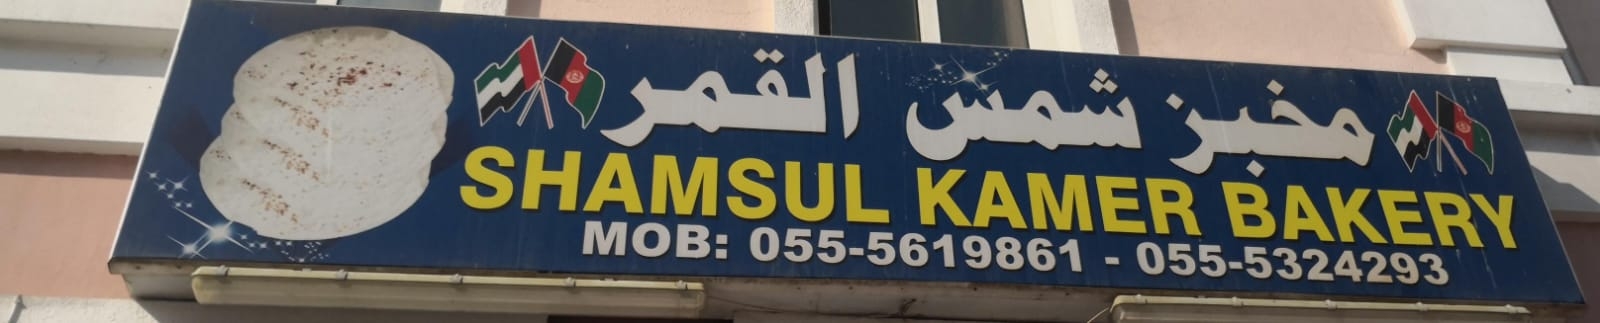 مخبز شمس القمر
SHAMSUL KAMER BAKERY
MOB: 055-5619861 - 055-5324293